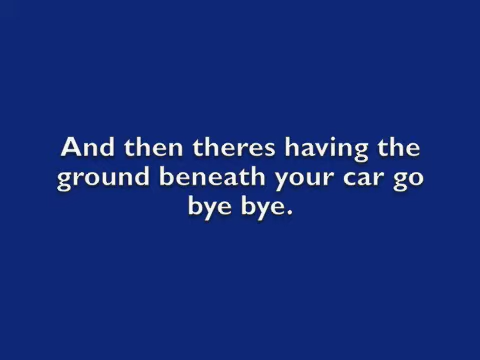 And then theres having the
ground beneath your car go
bye bye.